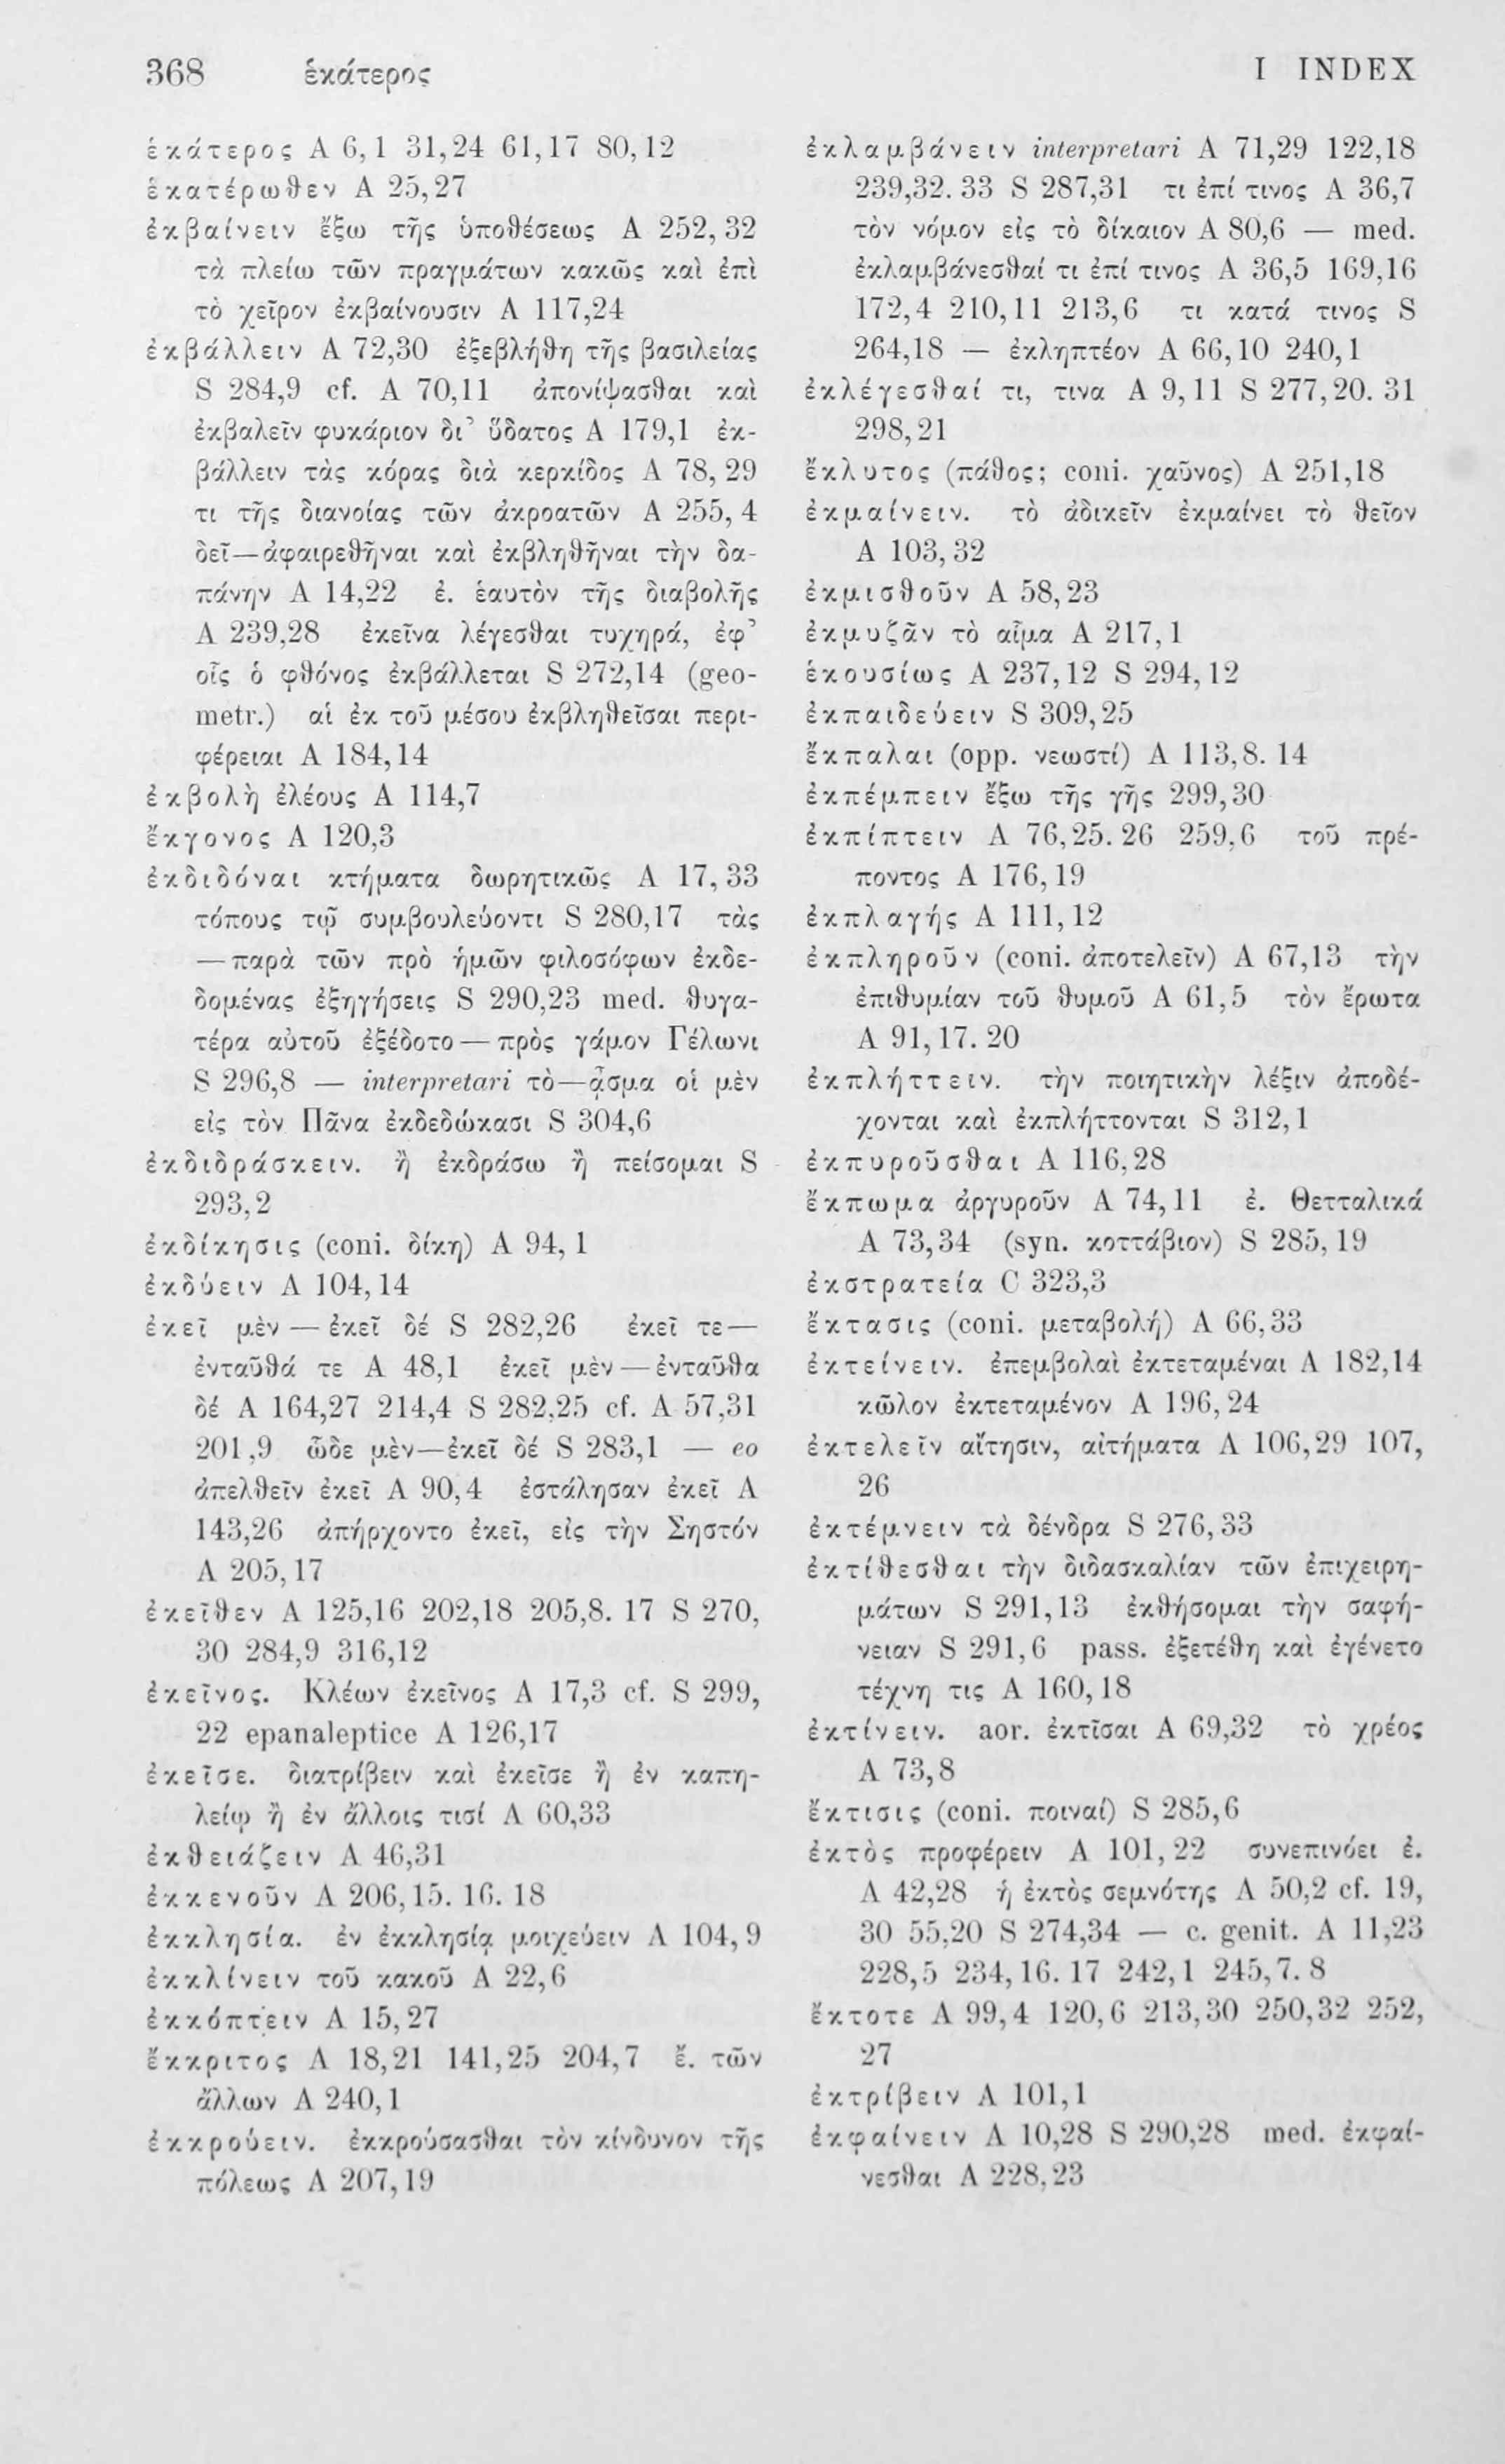 368 ἑκάτερος I INDEX
ἑκάτερος A 6,1 31,24 61,17 80,12
ἑκατέρωθεν A 25,27
ἐκβαίνειν ἔξω τῆς ὑποθέσεως A 252,32
τὰ πλείω τῶν πραγμάτων κακῶς καὶ ἐπὶ
τὸ χεῖρον ἐκβαίνουσιν A 117,24
ἐκβάλλειν A 72,30 ἐξεβλήθη τῆς βασιλείας
S 284,9 cf. A 70,11 ἀπονίψασθαι καὶ
ἐκβαλεῖν φυκάριον δι᾽ ὕδατος A 179,1 ἐκ-
βάλλειν τὰς κόρας διὰ κερκίδος A 78,29
τι τῆς διανοίας τῶν ἀκροατῶν A 255,4
δεῖ—ἀφαιρεθῆναι καὶ ἐκβληθῆναι τὴν δα-
πάνην A 14,22 ἐ. ἑαυτὸν τῆς διαβολῆς
A 239,28 ἐκεῖνα λέγεσθαι τυχηρά, ἐφ᾽
οἷς ὁ φθόνος ἐκβάλλεται S 272,14 (geo-
metr.) αἱ ἐκ τοῦ μέσου ἐκβληθεῖσαι περι-
φέρειαι A 184,14
ἐκβολὴ ἐλέους A 114,7
ἔκγονος A 120,3
ἐκδιδόναι κτήματα δωρητικῶς A 17,33
τόπους τῷ συμβουλεύοντι S 280,17 τὰς
—παρὰ τῶν πρὸ ἡμῶν φιλοσόφων ἐκδε-
δομένας ἐξηγήσεις S 290,23 med. θυγα-
τέρα αὐτοῦ ἐξέδοτο—πρὸς γάμον Γέλωνι
S 296,8 — interpretari τὸ—ᾆσμα οἱ μὲν
εἰς τὸν Πᾶνα ἐκδεδώκασι S 304,6
ἐκδιδράσκειν. ἢ ἐκδράσω ἢ πείσομαι S
293,2
ἐκδίκησις (coni. δίκη) A 94,1
ἐκδύειν A 104,14
ἐκεῖ μὲν—ἐκεῖ δέ S 282,26 ἐκεῖ τε—
ἐνταῦθά τε A 48,1 ἐκεῖ μὲν—ἐνταῦθα
δέ A 164,27 214,4 S 282,25 cf. A 57,31
201,9 ὧδε μὲν—ἐκεῖ δέ S 283,1 — eo
ἀπελθεῖν ἐκεῖ A 90,4 ἐστάλησαν ἐκεῖ A
143,26 ἀπήρχοντο ἐκεῖ, εἰς τὴν Σηστόν
A 205,17
ἐκεῖθεν A 125,16 202,18 205,8. 17 S 270,
30 284,9 316,12
ἐκεῖνος. Κλέων ἐκεῖνος A 17,3 cf. S 299,
22 epanaleptice A 126,17
ἐκεῖσε. διατρίβειν καὶ ἐκεῖσε ἢ ἐν καπη-
λείῳ ἢ ἐν ἄλλοις τισί A 60,33
ἐκθειάζειν A 46,31
ἐκκενοῦν A 206,15. 16. 18
ἐκκλησία. ἐν ἐκκλησίᾳ μοιχεύειν A 104,9
ἐκκλίνειν τοῦ κακοῦ A 22,6
ἐκκόπτειν A 15,27
ἔκκριτος A 18,21 141,25 204,7 ἔ. τῶν
ἄλλων A 240,1
ἐκκρούειν. ἐκκρούσασθαι τὸν κίνδυνον τῆς
πόλεως A 207,19
ἐκλαμβάνειν interpretari A 71,29 122,18
239,32. 33 S 287,31 τι ἐπί τινος A 36,7
τὸν νόμον εἰς τὸ δίκαιον A 80,6 — med.
ἐκλαμβάνεσθαί τι ἐπί τινος A 36,5 169,16
172,4 210,11 213,6 τι κατά τινος S
264,18 — ἐκληπτέον A 66,10 240,1
ἐκλέγεσθαί τι, τινα A 9,11 S 277,20. 31
298,21
ἔκλυτος (πάθος; coni. χαῦνος) A 251,18
ἐκμαίνειν. τὸ ἀδικεῖν ἐκμαίνει τὸ θεῖον
A 103,32
ἐκμισθοῦν A 58,23
ἐκμυζᾶν τὸ αἷμα A 217,1
ἑκουσίως A 237,12 S 294,12
ἐκπαιδεύειν S 309,25
ἔκπαλαι (opp. νεωστί) A 113,8. 14
ἐκπέμπειν ἔξω τῆς γῆς 299,30
ἐκπίπτειν A 76,25. 26 259,6 τοῦ πρέ-
ποντος A 176,19
ἐκπλαγής A 111,12
ἐκπληροῦν (coni. ἀποτελεῖν) A 67,13 τὴν
ἐπιθυμίαν τοῦ θυμοῦ A 61,5 τὸν ἔρωτα
A 91,17. 20
ἐκπλήττειν. τὴν ποιητικὴν λέξιν ἀποδέ-
χονται καὶ ἐκπλήττονται S 312,1
ἐκπυροῦσθαι A 116,28
ἔκπωμα ἀργυροῦν A 74,11 ἐ. Θετταλικά
A 73,34 (syn. κοττάβιον) S 285,19
ἐκστρατεία C 323,3
ἔκτασις (coni. μεταβολή) A 66,33
ἐκτείνειν. ἐπεμβολαὶ ἐκτεταμέναι A 182,14
κῶλον ἐκτεταμένον A 196,24
ἐκτελεῖν αἴτησιν, αἰτήματα A 106,29 107,
26
ἐκτέμνειν τὰ δένδρα S 276,33
ἐκτίθεσθαι τὴν διδασκαλίαν τῶν ἐπιχειρη-
μάτων S 291,13 ἐκθήσομαι τὴν σαφή-
νειαν S 291,6 pass. ἐξετέθη καὶ ἐγένετο
τέχνη τις A 160,18
ἐκτίνειν. aor. ἐκτῖσαι A 69,32 τὸ χρέος
A 73,8
ἔκτισις (coni. ποιναί) S 285,6
ἐκτὸς προφέρειν A 101,22 συνεπινόει ἐ.
A 42,28 ἡ ἐκτὸς σεμνότης A 50,2 cf. 19,
30 55,20 S 274,34 — c. genit. A 11,23
228,5 234,16. 17 242,1 245,7. 8
ἔκτοτε A 99,4 120,6 213,30 250,32 252,
27
ἐκτρίβειν A 101,1
ἐκφαίνειν A 10,28 S 290,28 med. ἐκφαί-
νεσθαι A 228,23